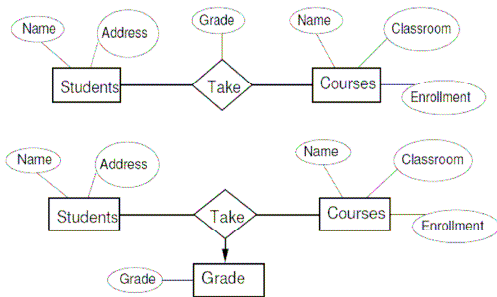 Name
Address
Grade
Name
Classroom
Students
Take
Courses
Enrollment
Name
Address
Name
Classroom
Students
Take
Courses
Enrollment
Grade
Grade